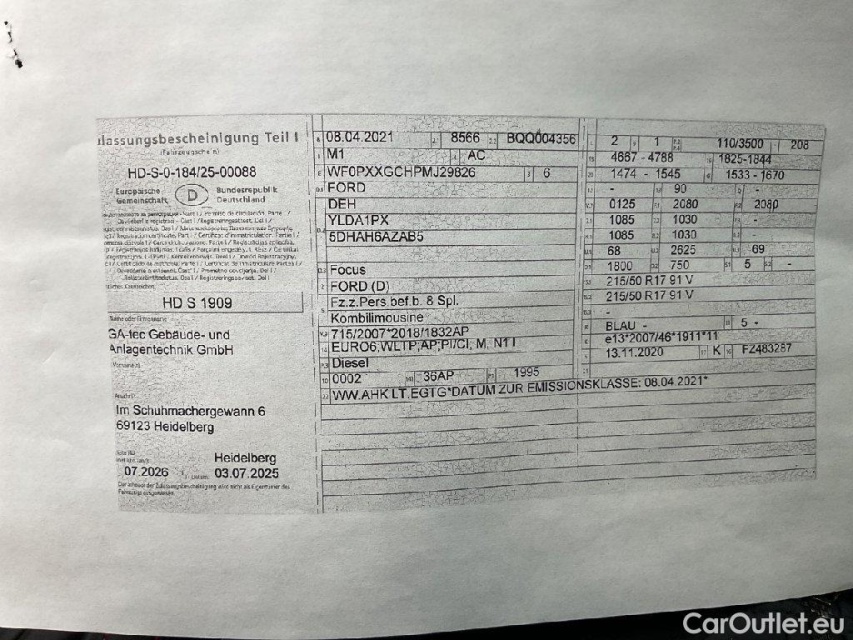 ulassungsbescheinigung Teil I
(Fahrzeugschein)
HD-S-0-184/25-00088
Europäische Gemeinschaft D Bundesrepublik Deutschland
HD S 1909
GA-tec Gebäude- und
Anlagentechnik GmbH
Im Schuhmachergewann 6
69123 Heidelberg
Heidelberg
07.2026 03.07.2025
08.04.2021 8566 BQQ004356
M1 AC
WF0PXXGCHPMJ29826 6
FORD
DEH
YLDA1PX
5DHAH6AZAB5
Focus
FORD (D)
Fz.z.Pers.bef.b. 8 Spl.
Kombilimousine
715/2007*2018/1832AP
EURO6,WLTP,AP,PI/CI, M, N1 I
Diesel
0002 36AP 1995
WW.AHK LT.EGTG*DATUM ZUR EMISSIONSKLASSE: 08.04.2021*
2 1 110/3500 208
4667 - 4788 1825-1844
1474 - 1545 1533 - 1670
- 90 -
0125 2080 2080
1085 1030
1085 1030
68 2625 69
1800 750 5 -
215/50 R17 91 V
215/50 R17 91 V
-
BLAU - 5 -
e13*2007/46*1911*11
13.11.2020 K FZ483287
CarOutlet.eu